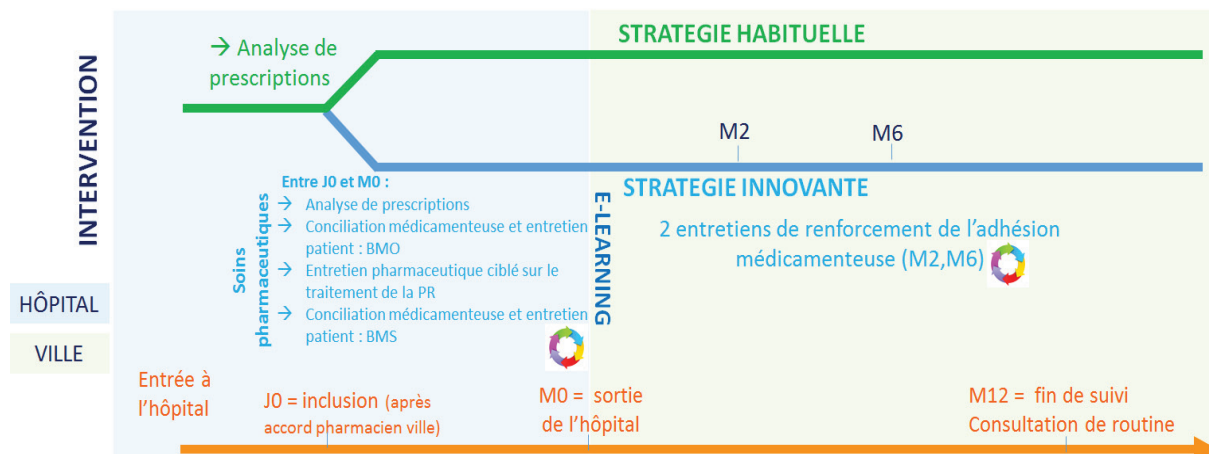 INTERVENTION
→ Analyse de
prescriptions
STRATEGIE HABITUELLE
M2
M6
STRATEGIE INNOVANTE
Soins
pharmaceutiques
Entre J0 et M0 :
→ Analyse de prescriptions
→ Conciliation médicamenteuse et entretien
patient : BMO
→ Entretien pharmaceutique ciblé sur le
traitement de la PR
→ Conciliation médicamenteuse et entretien
patient : BMS
E-LEARNING
2 entretiens de renforcement de l'adhésion
médicamenteuse (M2,M6)
HÔPITAL
VILLE
Entrée à
l'hôpital
J0 = inclusion (après
accord pharmacien ville)
M0 = sortie
de l'hôpital
M12 = fin de suivi
Consultation de routine